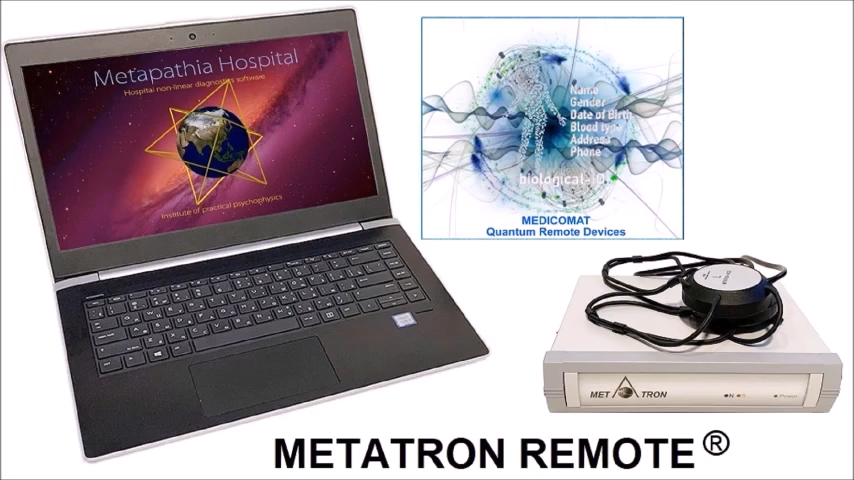 Metapathia Hospital
Hospital non-linear diagnostics software
Institute of practical psychophysics
Name
Gender
Date of Birth
Blood type
Address
Phone
biological-ID
MEDICOMAT
Quantum Remote Devices
MET TRON
N S
Power
METATRON REMOTE®